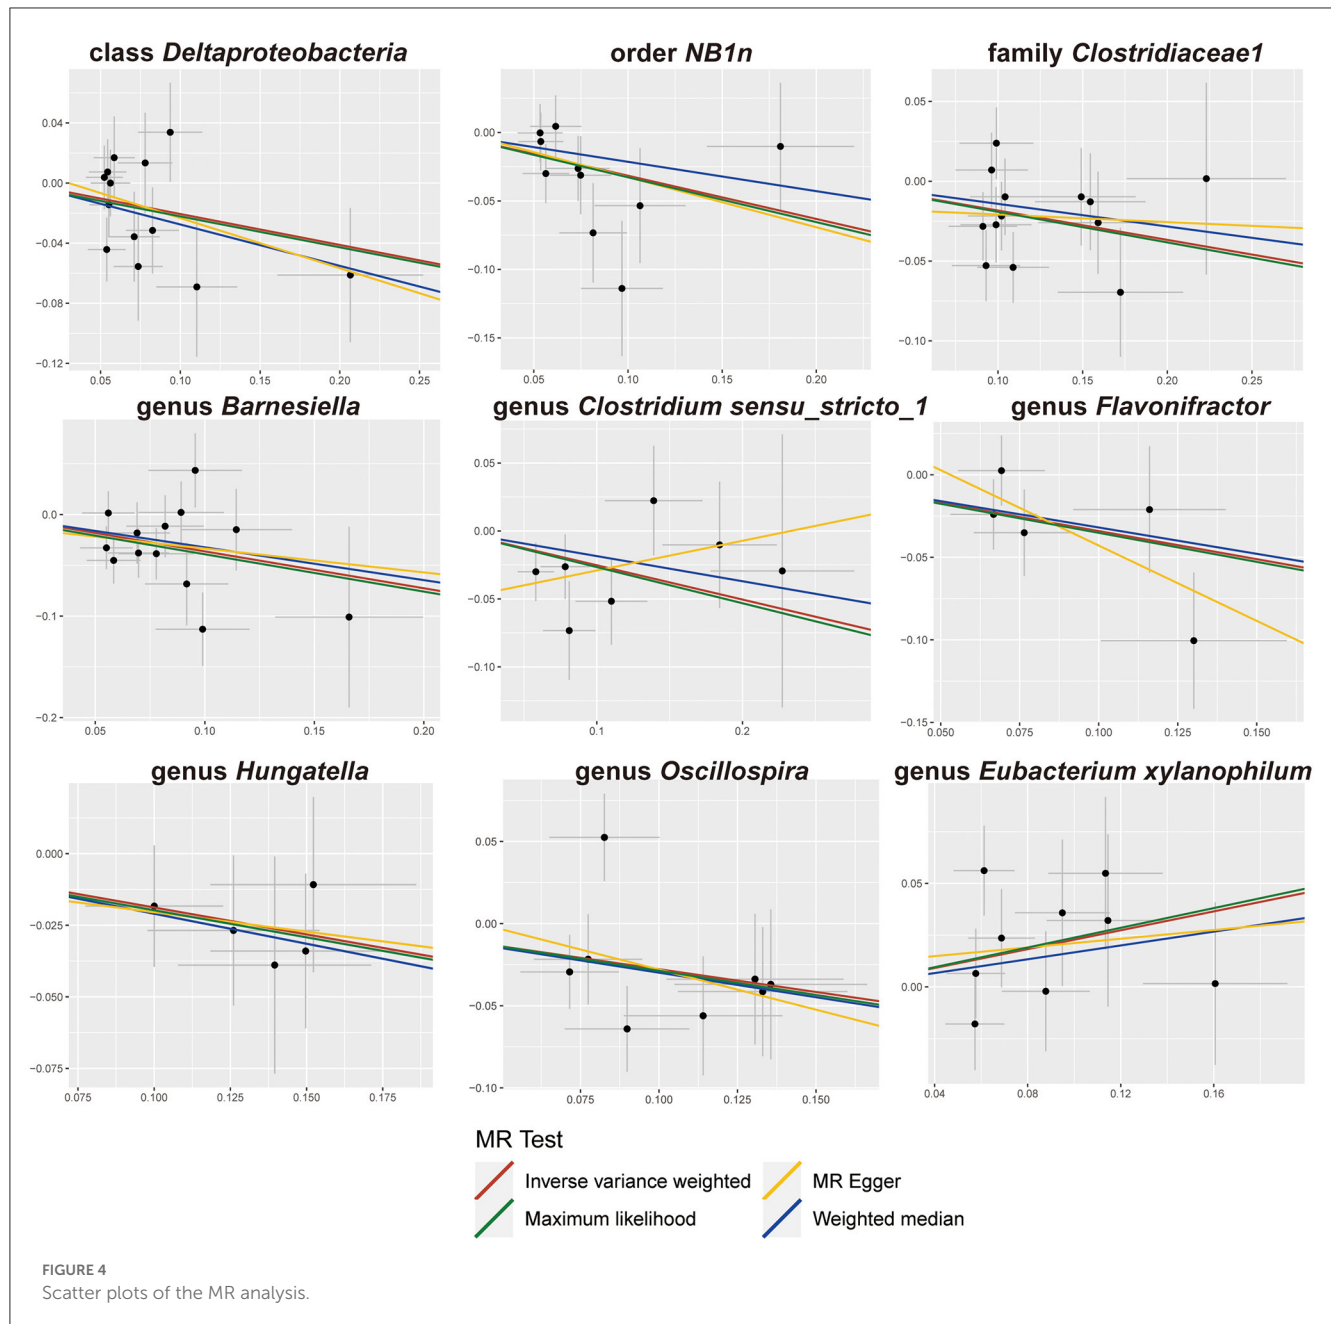 class Deltaproteobacteria
0.04
0.00
−0.04
−0.08
−0.12
0.05 0.10 0.15 0.20 0.25
order NB1n
0.00
−0.05
−0.10
−0.15
0.05 0.10 0.15 0.20
family Clostridiaceae1
0.05
0.00
−0.05
−0.10
0.10 0.15 0.20 0.25
genus Barnesiella
0.0
−0.1
−0.2
0.05 0.10 0.15 0.20
genus Clostridium sensu_stricto_1
0.05
0.00
−0.05
−0.10
0.1 0.2
genus Flavonifractor
0.00
−0.05
−0.10
−0.15
0.050 0.075 0.100 0.125 0.150
genus Hungatella
0.000
−0.025
−0.050
−0.075
0.075 0.100 0.125 0.150 0.175
genus Oscillospira
0.05
0.00
−0.05
−0.10
0.075 0.100 0.125 0.150
genus Eubacterium xylanophilum
0.05
0.00
0.04 0.08 0.12 0.16
MR Test
Inverse variance weighted
MR Egger
Maximum likelihood
Weighted median
FIGURE 4
Scatter plots of the MR analysis.